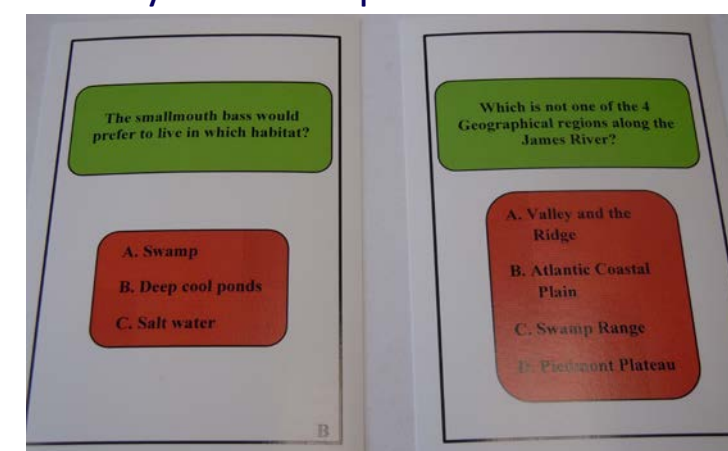 The smallmouth bass would
prefer to live in which habitat?
A. Swamp
B. Deep cool ponds
C. Salt water
B
Which is not one of the 4
Geographical regions along the
James River?
A. Valley and the
Ridge
B. Atlantic Coastal
Plain
C. Swamp Range
D. Piedmont Plateau